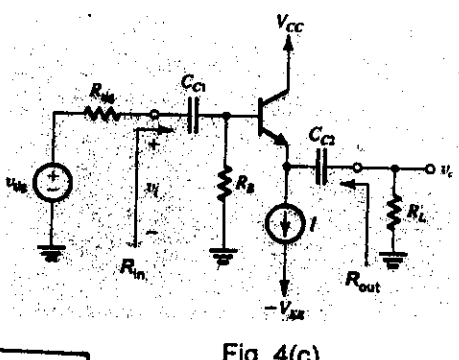 V_CC
C_C1
R_sig
C_C2
v_sig
+
−
+
v_i
−
R_B
I
R_L
v_o
R_in
R_out
−V_EE
Fig. 4(c)